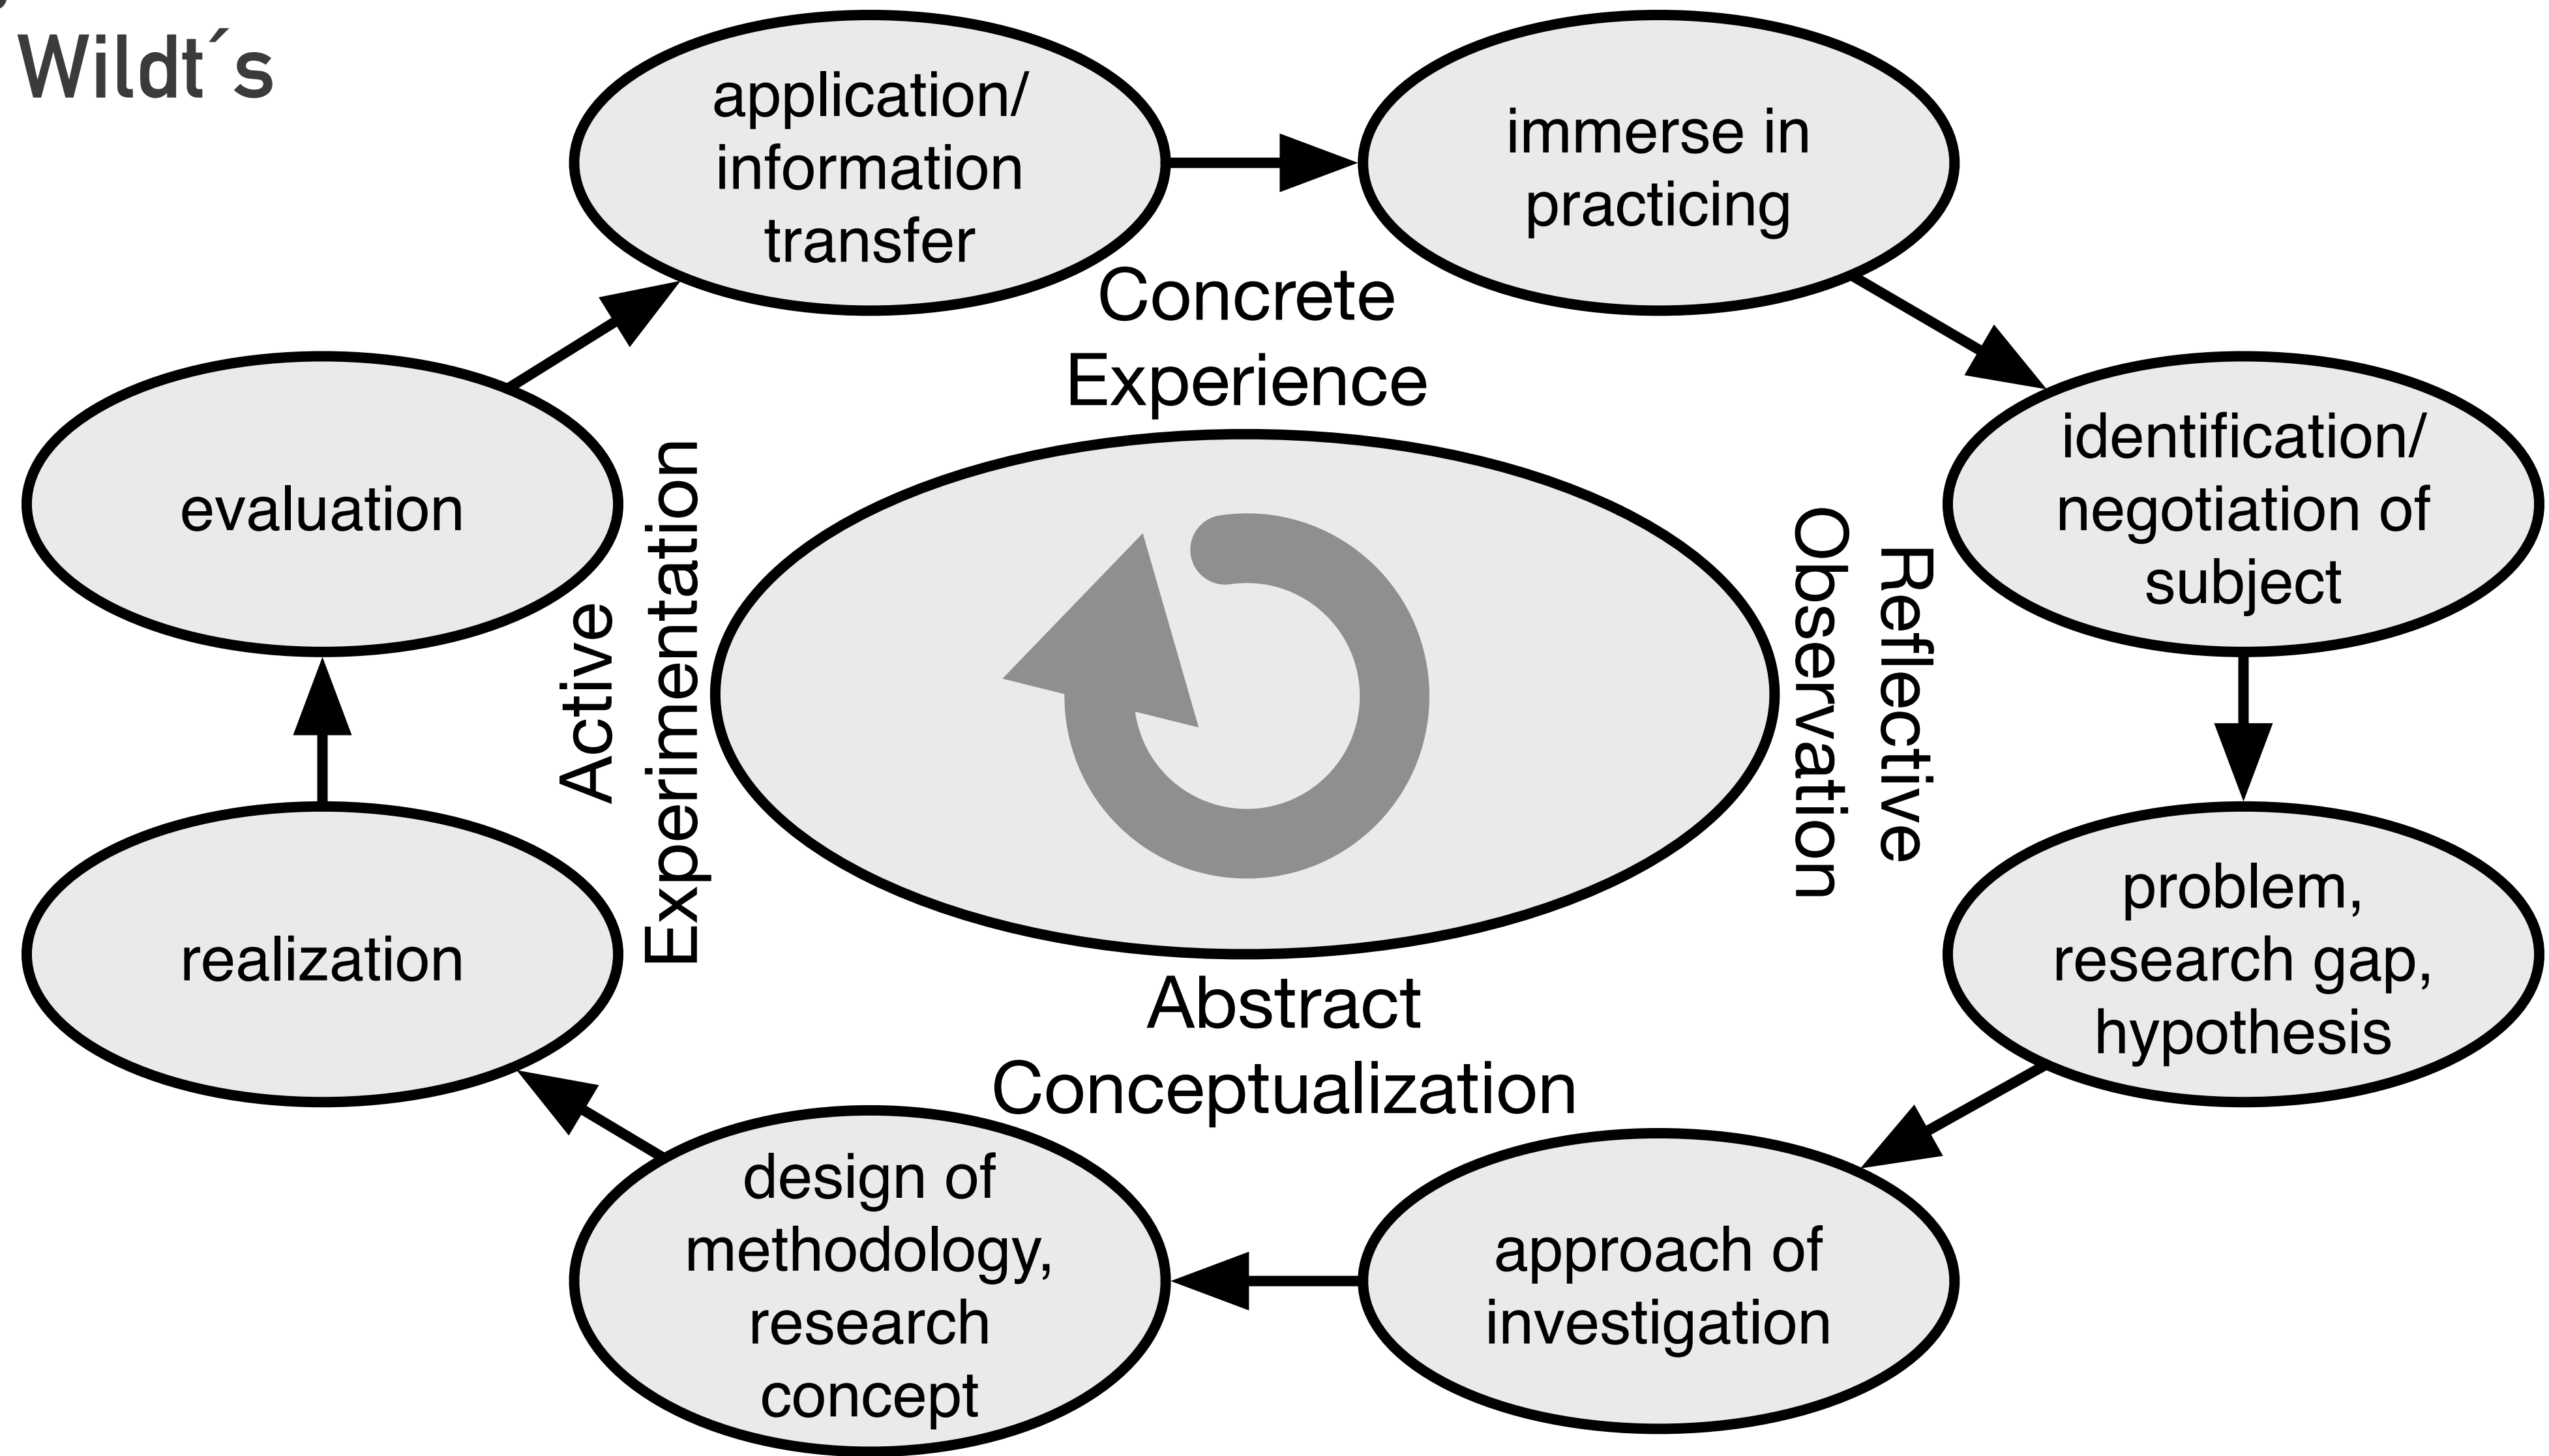 Wildt´s
application/
information
transfer
immerse in
practicing
Concrete
Experience
identification/
negotiation of
subject
evaluation
Active
Experimentation
Reflective
Observation
problem,
research gap,
hypothesis
realization
Abstract
Conceptualization
design of
methodology,
research
concept
approach of
investigation